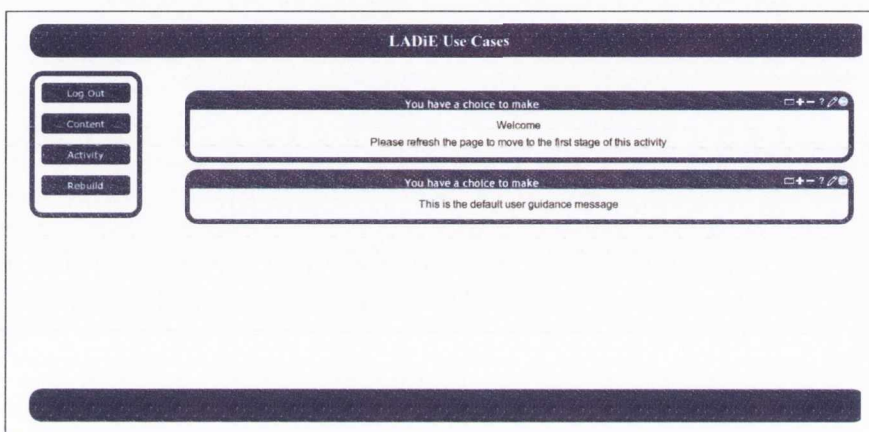 LADiE Use Cases
Log Out
Content
Activity
Rebuild
You have a choice to make
Welcome
Please refresh the page to move to the first stage of this activity
You have a choice to make
This is the default user guidance message